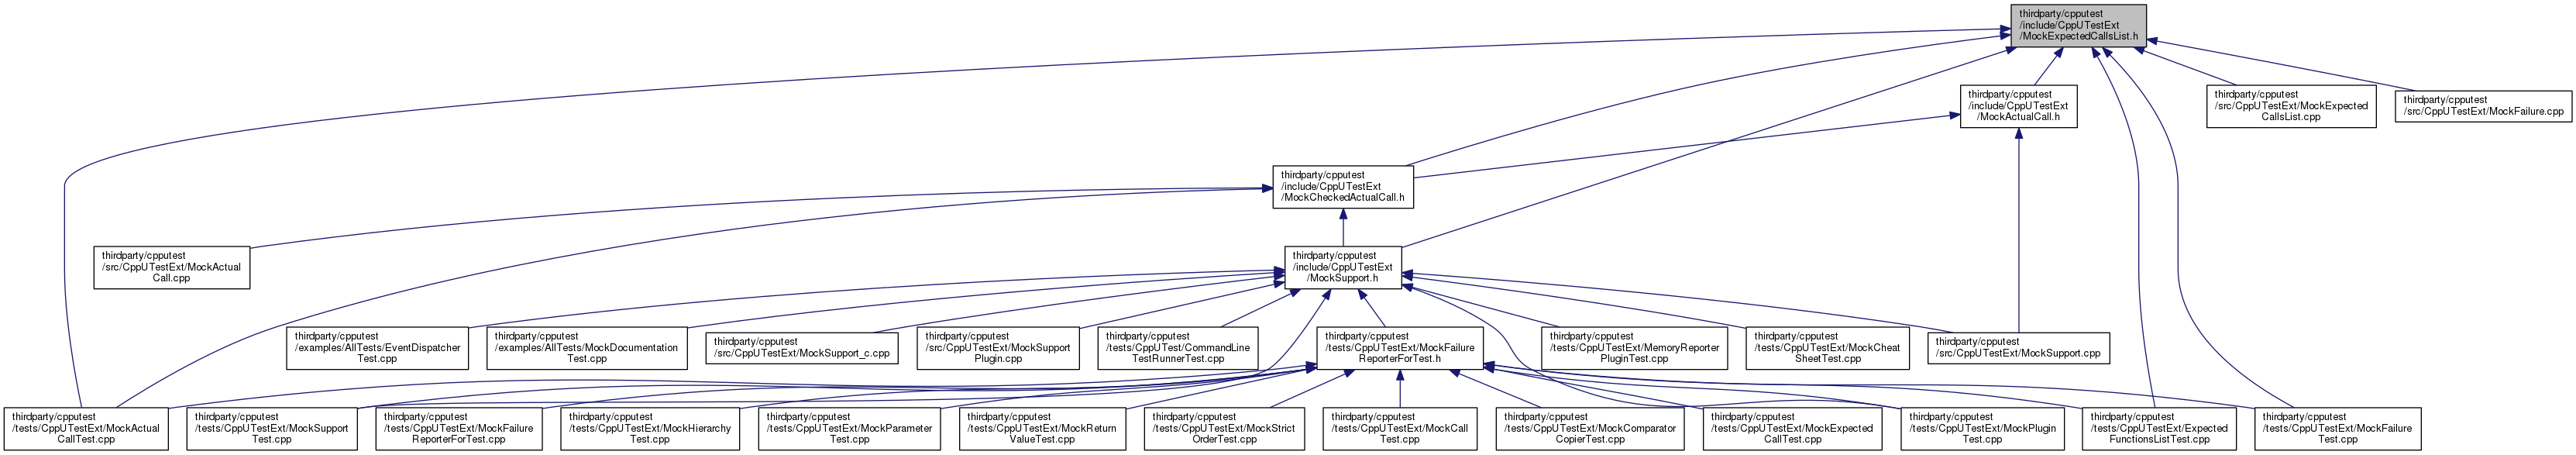 thirdparty/cpputest
/include/CppUTestExt
/MockExpectedCallsList.h
thirdparty/cpputest
/include/CppUTestExt
/MockActualCall.h
thirdparty/cpputest
/src/CppUTestExt/MockExpected
CallsList.cpp
thirdparty/cpputest
/src/CppUTestExt/MockFailure.cpp
thirdparty/cpputest
/include/CppUTestExt
/MockCheckedActualCall.h
thirdparty/cpputest
/src/CppUTestExt/MockActual
Call.cpp
thirdparty/cpputest
/include/CppUTestExt
/MockSupport.h
thirdparty/cpputest
/examples/AllTests/EventDispatcher
Test.cpp
thirdparty/cpputest
/examples/AllTests/MockDocumentation
Test.cpp
thirdparty/cpputest
/src/CppUTestExt/MockSupport_c.cpp
thirdparty/cpputest
/src/CppUTestExt/MockSupport
Plugin.cpp
thirdparty/cpputest
/tests/CppUTest/CommandLine
TestRunnerTest.cpp
thirdparty/cpputest
/tests/CppUTestExt/MockFailure
ReporterForTest.h
thirdparty/cpputest
/tests/CppUTestExt/MemoryReporter
PluginTest.cpp
thirdparty/cpputest
/tests/CppUTestExt/MockCheat
SheetTest.cpp
thirdparty/cpputest
/src/CppUTestExt/MockSupport.cpp
thirdparty/cpputest
/tests/CppUTestExt/MockActual
CallTest.cpp
thirdparty/cpputest
/tests/CppUTestExt/MockSupport
Test.cpp
thirdparty/cpputest
/tests/CppUTestExt/MockFailure
ReporterForTest.cpp
thirdparty/cpputest
/tests/CppUTestExt/MockHierarchy
Test.cpp
thirdparty/cpputest
/tests/CppUTestExt/MockParameter
Test.cpp
thirdparty/cpputest
/tests/CppUTestExt/MockReturn
ValueTest.cpp
thirdparty/cpputest
/tests/CppUTestExt/MockStrict
OrderTest.cpp
thirdparty/cpputest
/tests/CppUTestExt/MockCall
Test.cpp
thirdparty/cpputest
/tests/CppUTestExt/MockComparator
CopierTest.cpp
thirdparty/cpputest
/tests/CppUTestExt/MockExpected
CallTest.cpp
thirdparty/cpputest
/tests/CppUTestExt/MockPlugin
Test.cpp
thirdparty/cpputest
/tests/CppUTestExt/Expected
FunctionsListTest.cpp
thirdparty/cpputest
/tests/CppUTestExt/MockFailure
Test.cpp